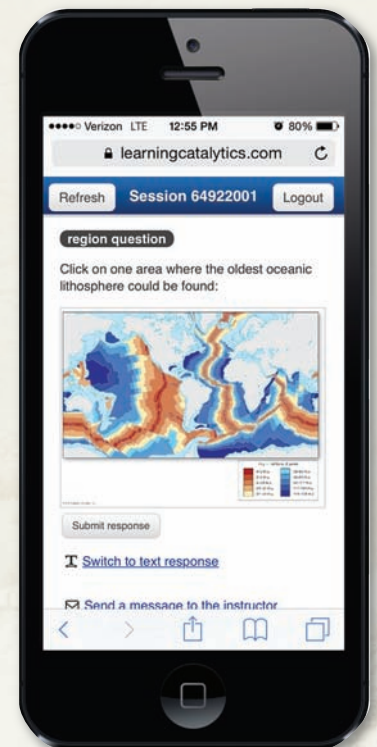 Verizon LTE 12:55 PM 80%
learningcatalytics.com
Refresh Session 64922001 Logout
region question
Click on one area where the oldest oceanic
lithosphere could be found:
Submit response
T Switch to text response
Send a message to the instructor